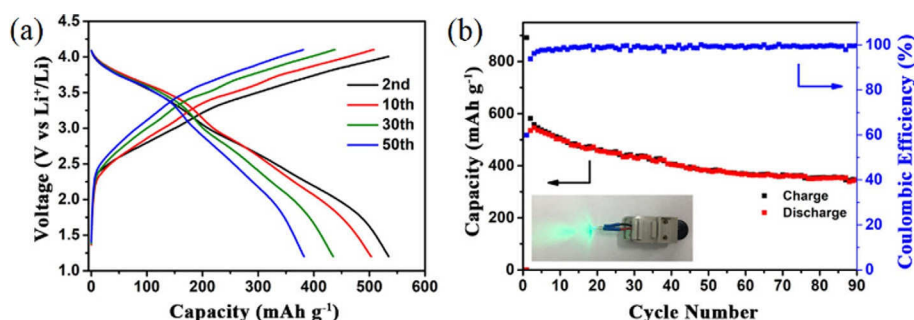 (a)
4.5
4.0
3.5
3.0
2.5
2.0
1.5
1.0
Voltage (V vs Li⁺/Li)
2nd
10th
30th
50th
0 100 200 300 400 500 600
Capacity (mAh g⁻¹)
(b)
800
600
400
200
0
Capacity (mAh g⁻¹)
Charge
Discharge
100
80
60
40
20
0
Coulombic Efficiency (%)
0 10 20 30 40 50 60 70 80 90
Cycle Number